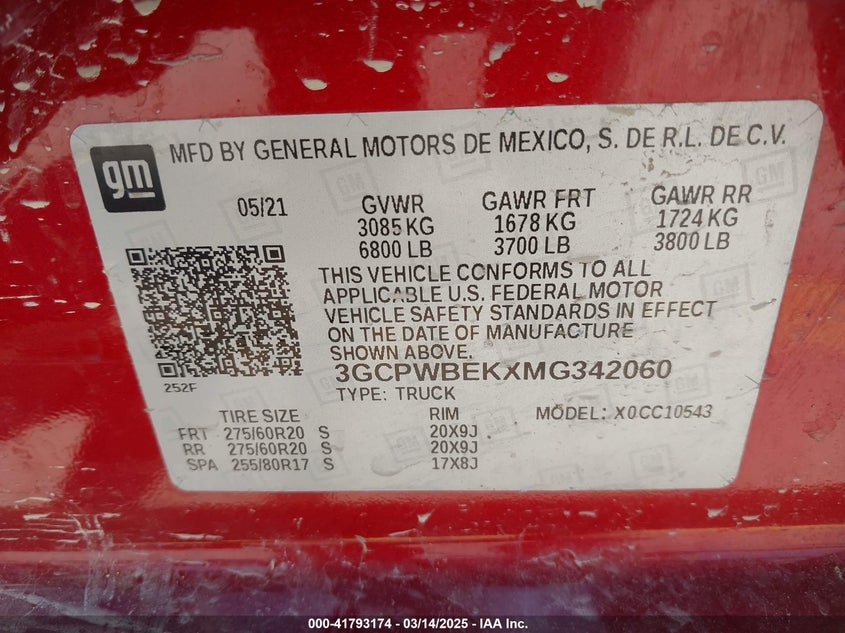 gm
MFD BY GENERAL MOTORS DE MEXICO, S. DE R.L. DE C.V.
05/21 GVWR GAWR FRT GAWR RR
3085 KG 1678 KG 1724 KG
6800 LB 3700 LB 3800 LB
THIS VEHICLE CONFORMS TO ALL
APPLICABLE U.S. FEDERAL MOTOR
VEHICLE SAFETY STANDARDS IN EFFECT
ON THE DATE OF MANUFACTURE
SHOWN ABOVE.
252F
3GCPWBEKXMG342060
TYPE: TRUCK
TIRE SIZE RIM MODEL: X0CC10543
FRT 275/60R20 S 20X9J
RR 275/60R20 S 20X9J
SPA 255/80R17 S 17X8J
000-41793174 - 03/14/2025 - IAA Inc.